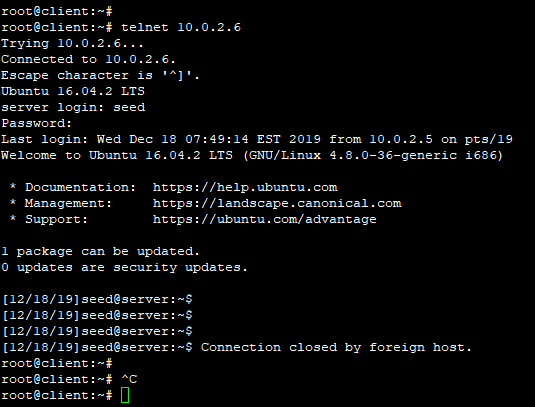 root@client:~#
root@client:~# telnet 10.0.2.6
Trying 10.0.2.6...
Connected to 10.0.2.6.
Escape character is '^]'.
Ubuntu 16.04.2 LTS
server login: seed
Password:
Last login: Wed Dec 18 07:49:14 EST 2019 from 10.0.2.5 on pts/19
Welcome to Ubuntu 16.04.2 LTS (GNU/Linux 4.8.0-36-generic i686)

 * Documentation:  https://help.ubuntu.com
 * Management:     https://landscape.canonical.com
 * Support:        https://ubuntu.com/advantage

1 package can be updated.
0 updates are security updates.

[12/18/19]seed@server:~$
[12/18/19]seed@server:~$
[12/18/19]seed@server:~$
[12/18/19]seed@server:~$ Connection closed by foreign host.
root@client:~#
root@client:~# ^C
root@client:~#